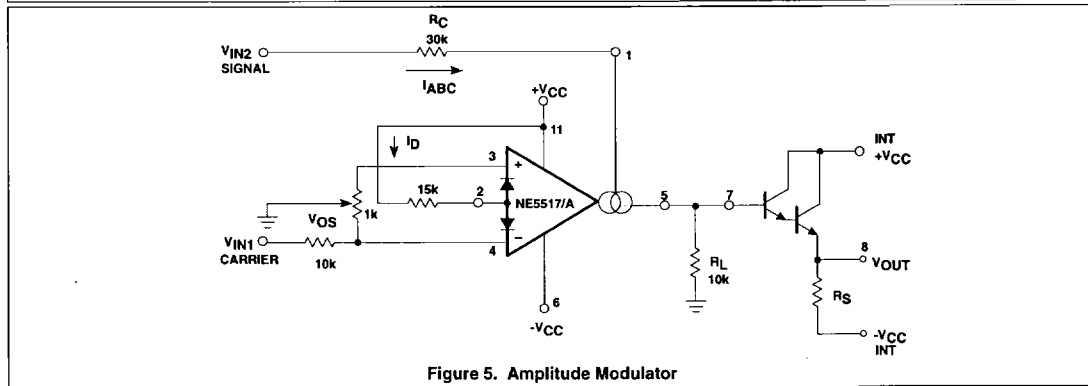 RC
30k
VIN2
SIGNAL
1
IABC
+VCC
11
ID
INT
+VCC
3
+
15k
2
NE5517/A
5
7
VOS
1k
VIN1
CARRIER
10k
–
4
RL
10k
8
VOUT
RS
6
-VCC
-VCC
INT
Figure 5. Amplitude Modulator